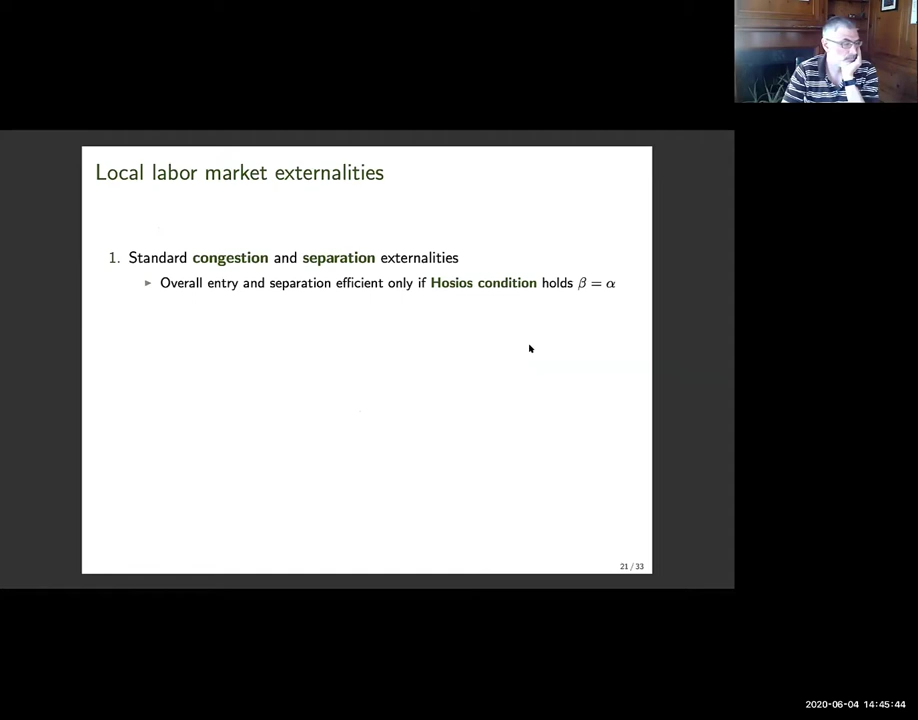 Local labor market externalities
1. Standard congestion and separation externalities
► Overall entry and separation efficient only if Hosios condition holds β = α
21 / 33
2020-06-04 14:45:44